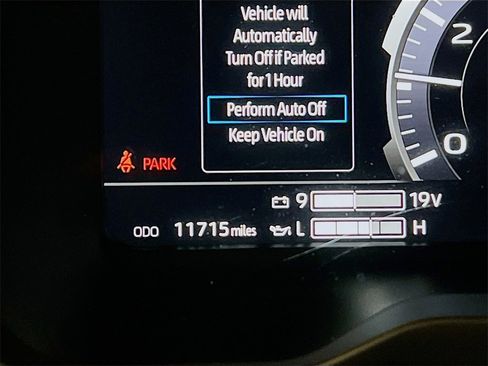 Vehicle will
Automatically
Turn Off if Parked
for 1 Hour
Perform Auto Off
Keep Vehicle On
2
0
PARK
9 19V
ODO 11715 miles L H